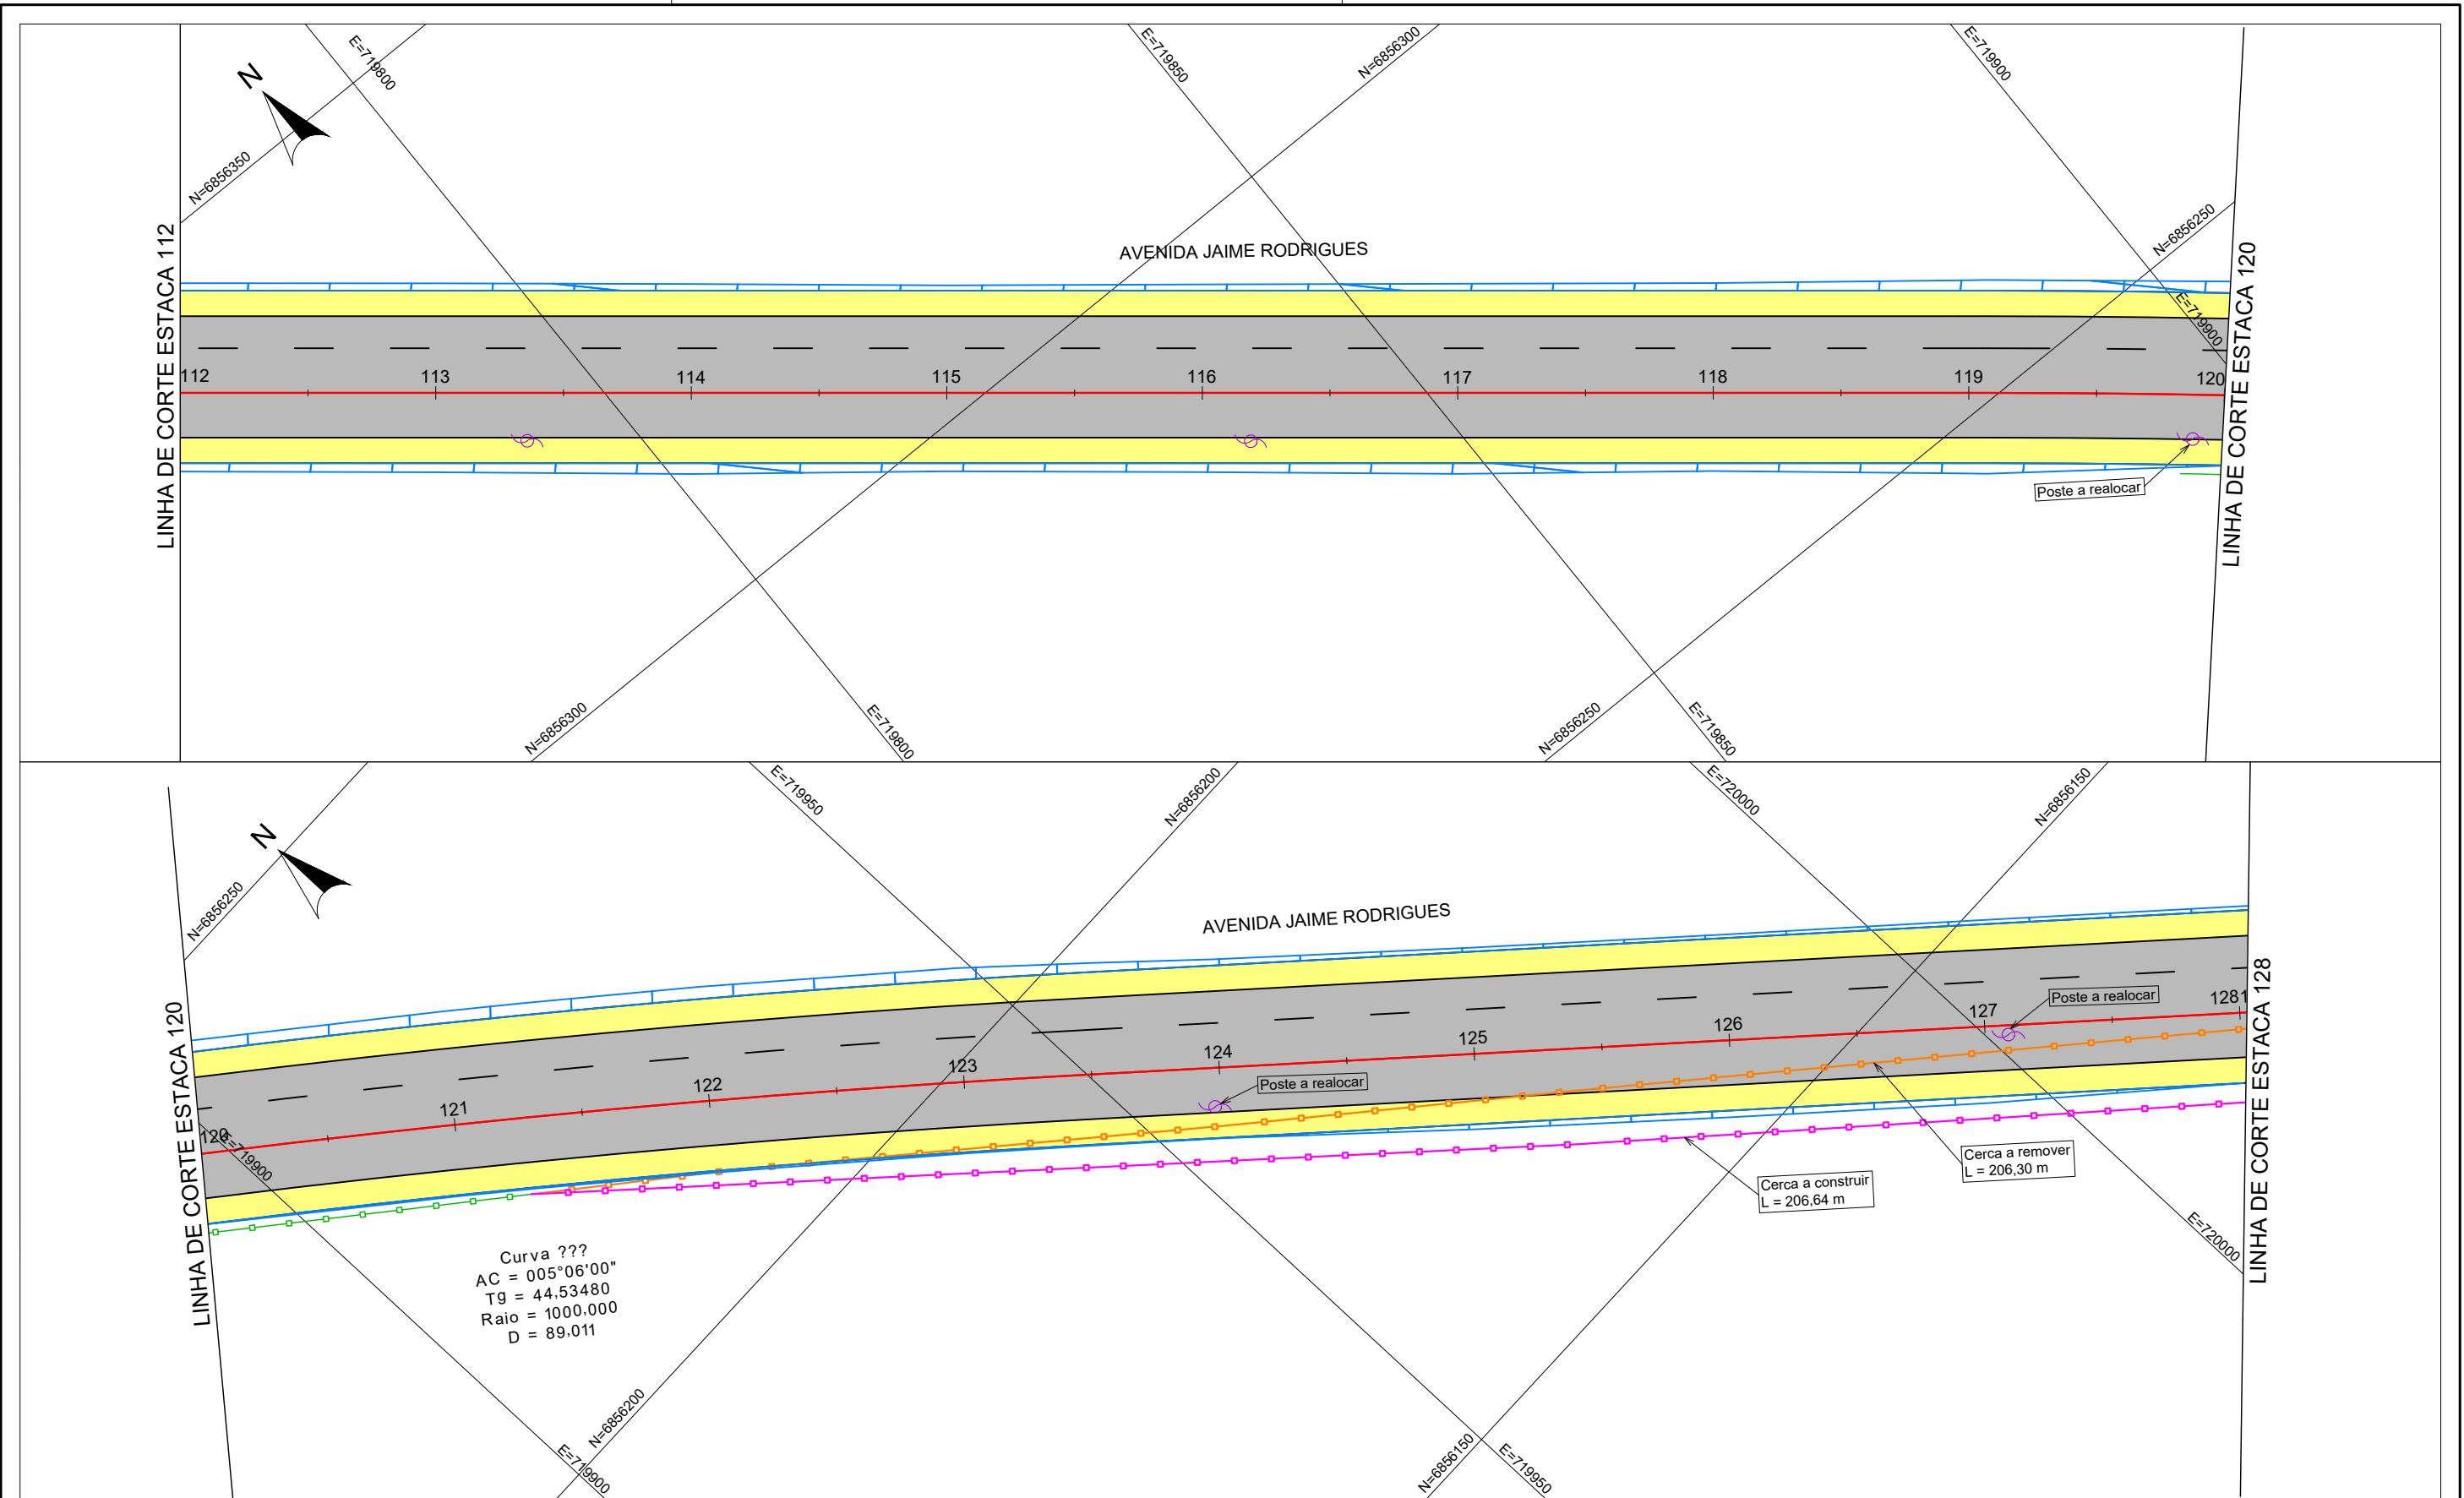 E=719800
E=719850
N=6856300
E=719900
N
N=6856350
N=6856250
AVENIDA JAIME RODRIGUES
LINHA DE CORTE ESTACA 112
LINHA DE CORTE ESTACA 120
E=719900
112
113
114
115
116
117
118
119
120
Poste a realocar
N=6856300
E=719800
N=6856250
E=719850
E=719950
N=6856200
E=720000
N=6856150
N
N=6856250
AVENIDA JAIME RODRIGUES
LINHA DE CORTE ESTACA 120
LINHA DE CORTE ESTACA 128
Poste a realocar
1281
127
126
125
124
123
122
121
120
E=719900
Poste a realocar
Cerca a remover
L = 206,30 m
Cerca a construir
L = 206,64 m
E=720000
Curva ???
AC = 005°06'00"
Tg = 44,53480
Raio = 1000,000
D = 89,011
N=6856200
E=719900
N=6856150
E=719950